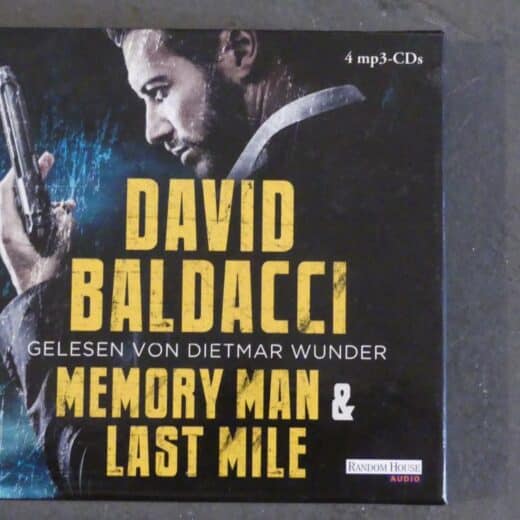 4 mp3-CDs
DAVID
BALDACCI
GELESEN VON DIETMAR WUNDER
MEMORY MAN &
LAST MILE
RANDOM HOUSE
AUDIO